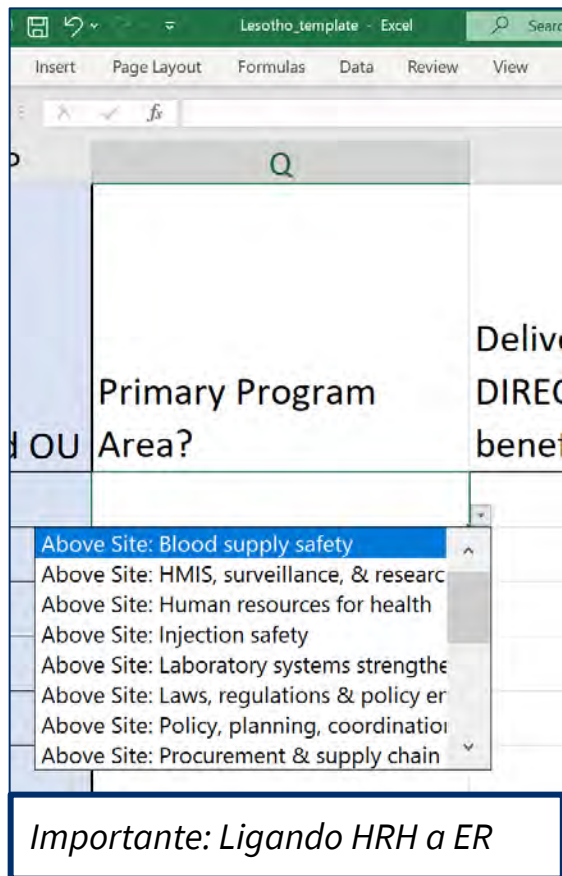 Lesotho_template - Excel
Insert Page Layout Formulas Data Review View
fx
Q
Primary Program
Area?
OU
Above Site: Blood supply safety
Above Site: HMIS, surveillance, & researc
Above Site: Human resources for health
Above Site: Injection safety
Above Site: Laboratory systems strengthe
Above Site: Laws, regulations & policy
Above Site: Policy, planning,
Above Site: Procurement & supply chain
Importante: Ligando HRH a ER